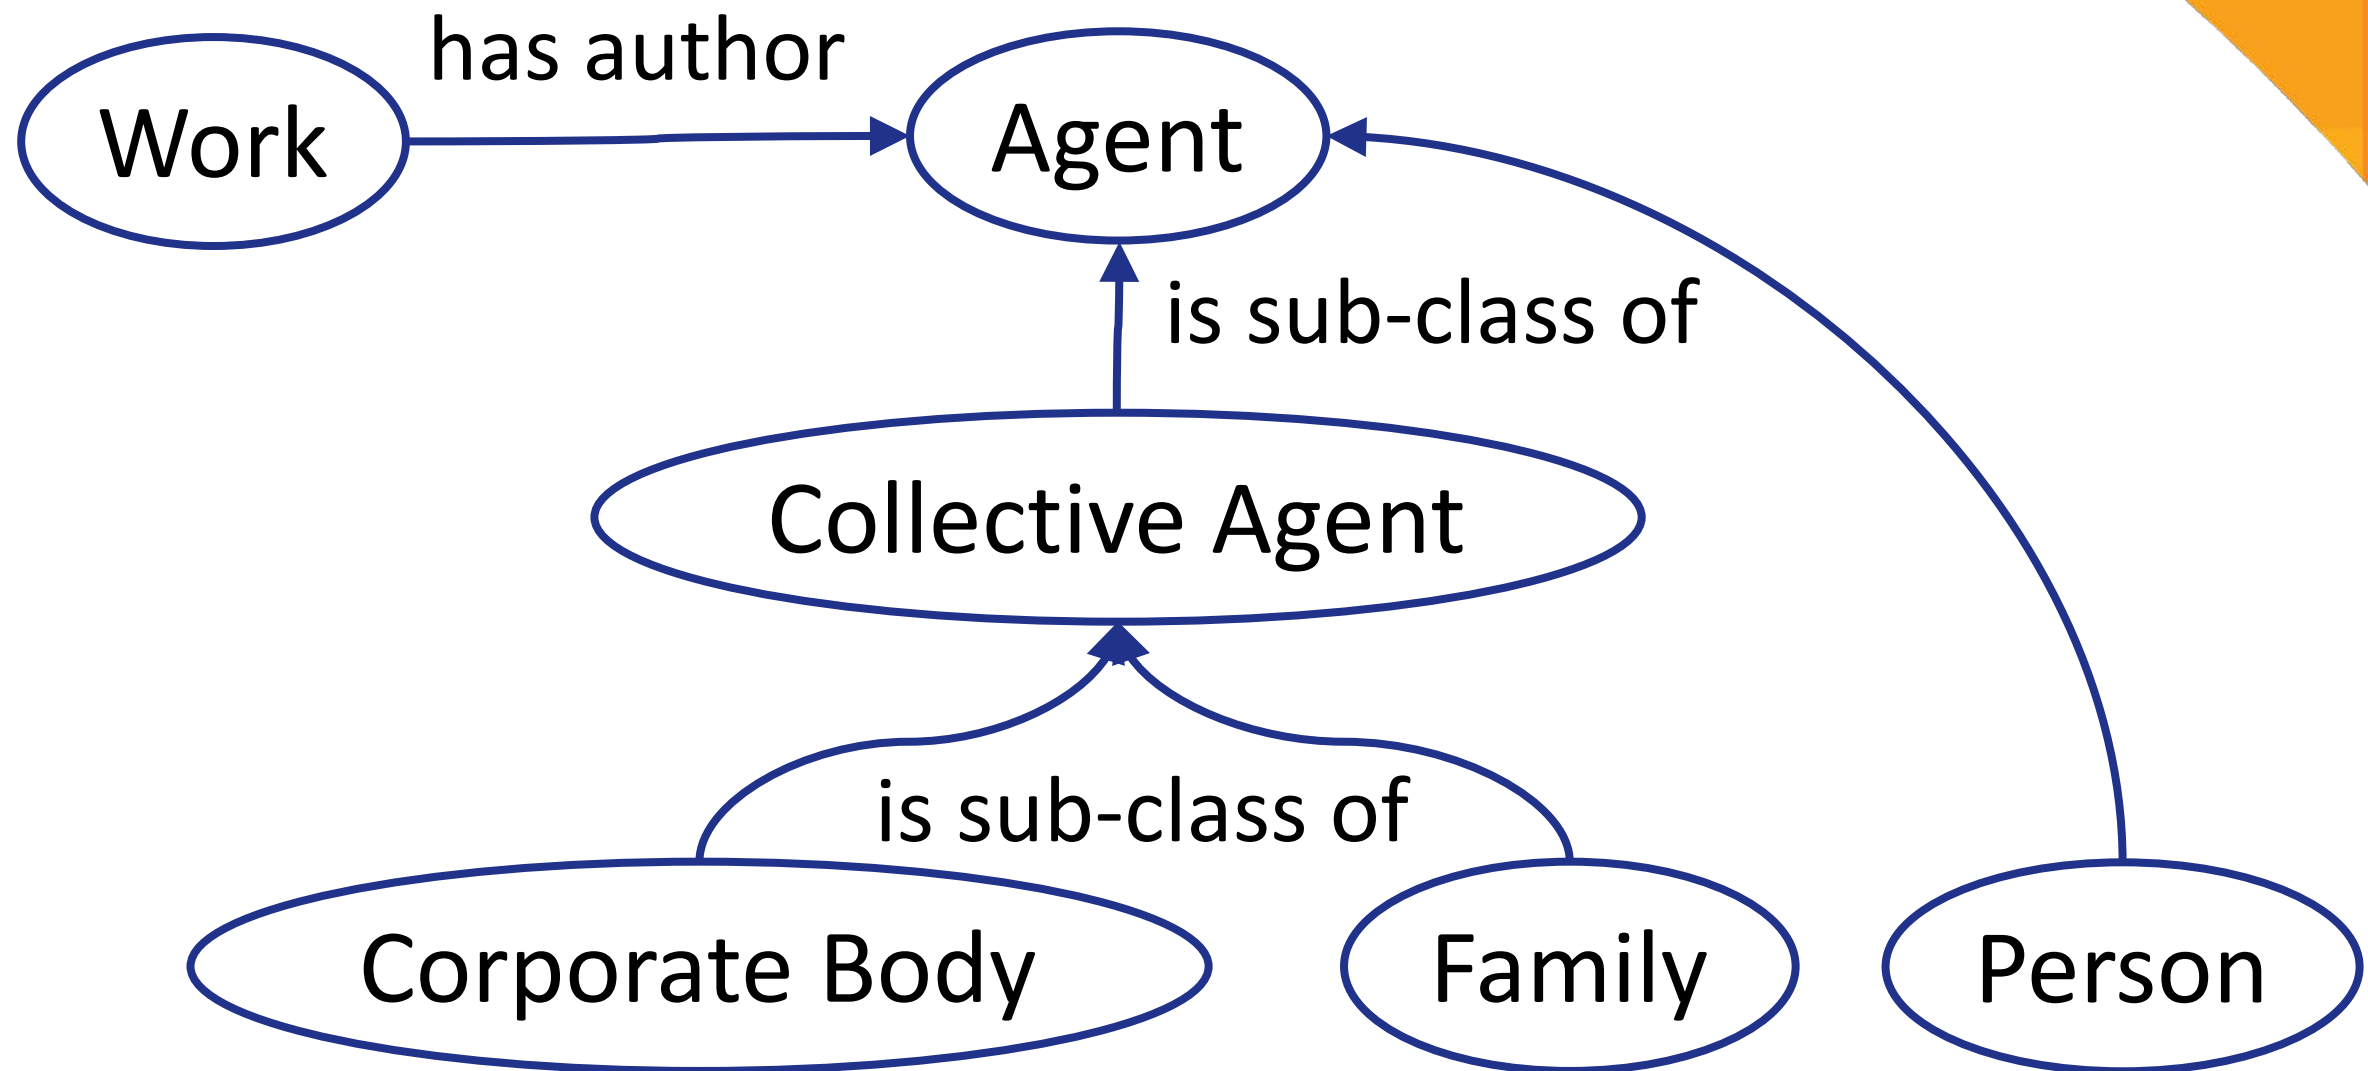 has author
Work
Agent
is sub-class of
Collective Agent
is sub-class of
Corporate Body
Family
Person